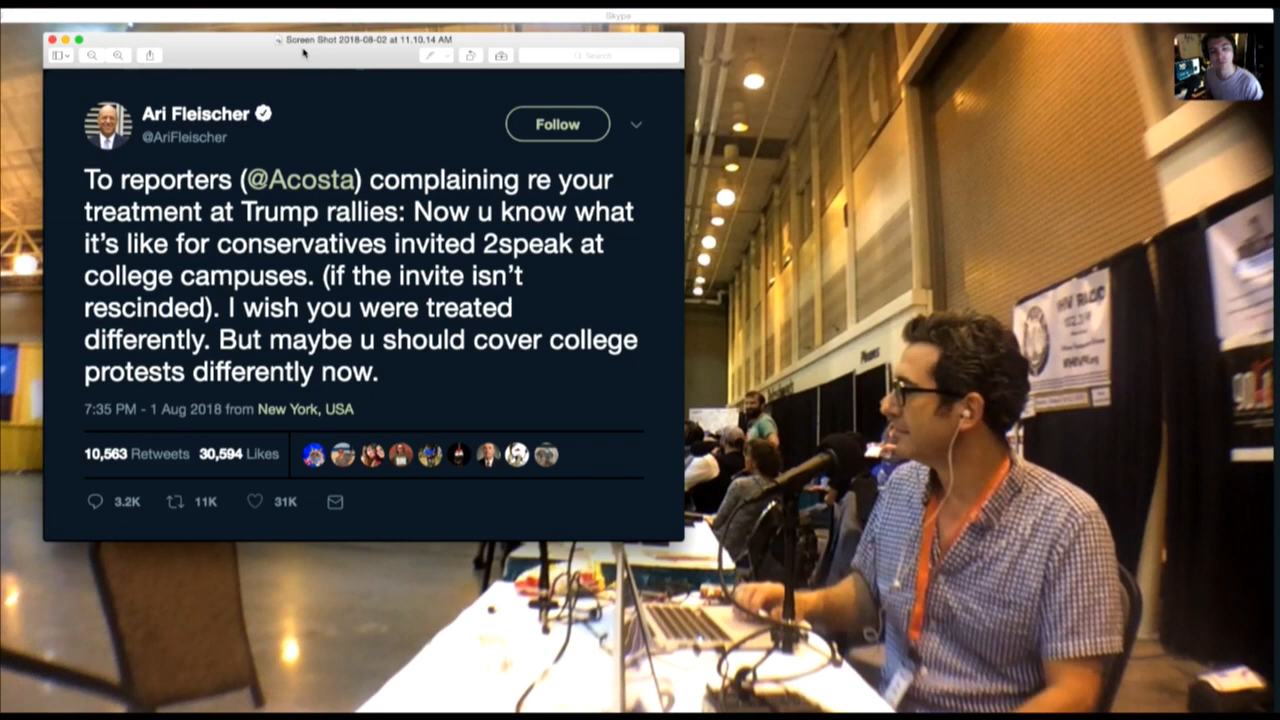 Skype
Screen Shot 2018-08-02 at 11.10.14 AM
Search
Ari Fleischer
@AriFleischer
Follow
To reporters (@Acosta) complaining re your
treatment at Trump rallies: Now u know what
it’s like for conservatives invited 2speak at
college campuses. (if the invite isn’t
rescinded). I wish you were treated
differently. But maybe u should cover college
protests differently now.
7:35 PM - 1 Aug 2018 from New York, USA
10,563 Retweets 30,594 Likes
3.2K 11K 31K
RADIO